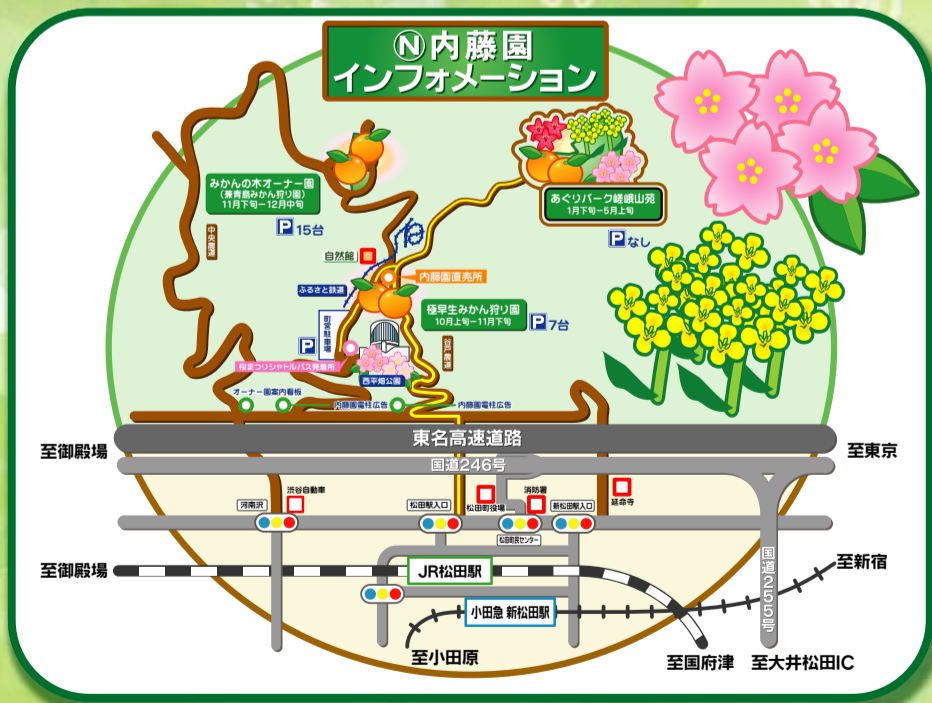 Ⓝ内藤園
インフォメーション
みかんの木オーナー園
（兼青島みかん狩り園）
11月下旬ー12月中旬
P 15台
中央農道
あぐりパーク嵯峨山苑
1月下旬ー5月上旬
Pなし
自然館
内藤園直売所
ふるさと鉄道
極早生みかん狩り園
10月上旬ー11月下旬
P 7台
町営駐車場
P
谷戸農道
桜まつりシャトルバス発着所
西平畑公園
オーナー園案内看板
内藤園電柱広告
内藤園電柱広告
至御殿場
東名高速道路
至東京
国道246号
河南沢
渋谷自動車
松田駅入口
松田町役場
消防署
新松田駅入口
延命寺
松田町民センター
至御殿場
JR松田駅
国道255号
至新宿
小田急 新松田駅
至小田原
至国府津
至大井松田IC